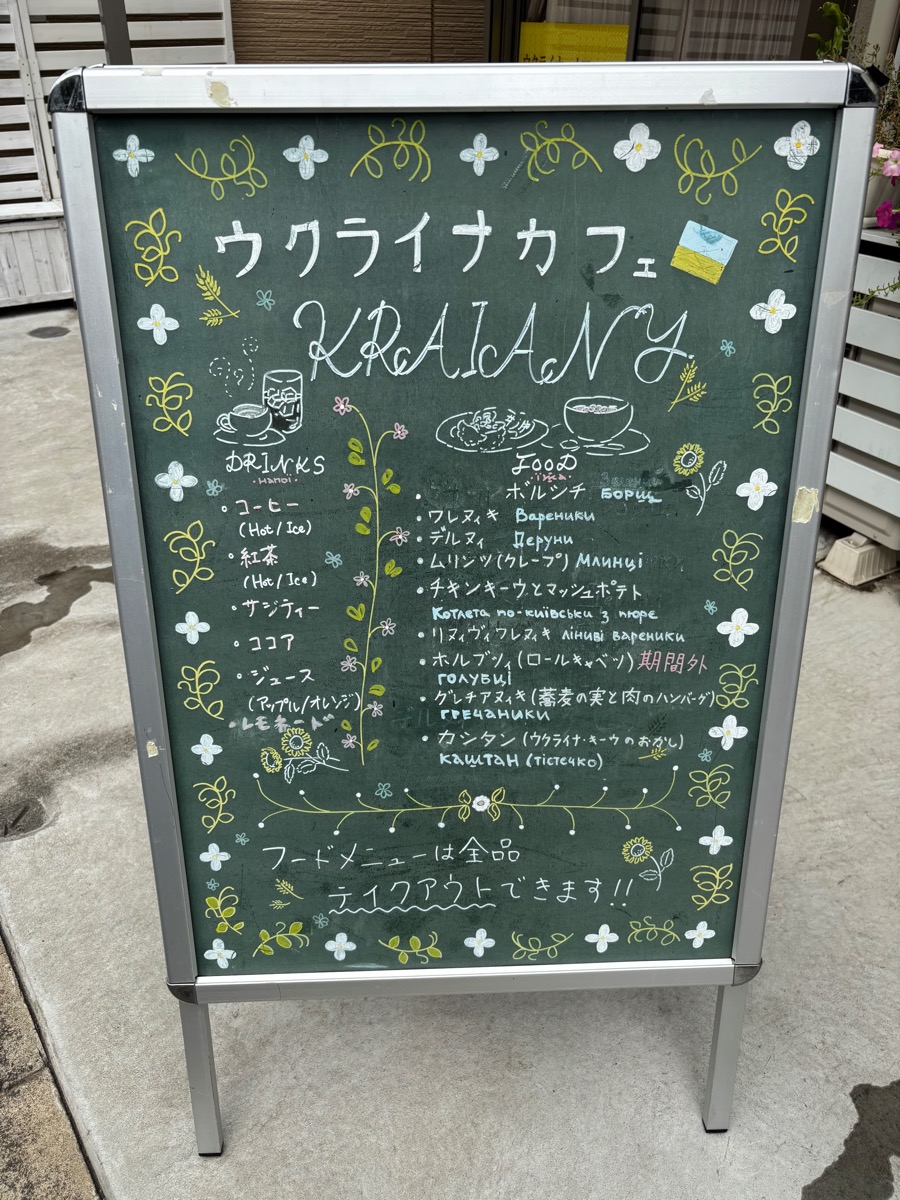 ウクライナカフェ
KRAIANY.
DRINKS
・Напої・
・コーヒー
(Hot/Ice)
・紅茶
(Hot/Ice)
・サジティー
・ココア
・ジュース
(アップル/オレンジ)
・レモネード
FOOD
・їжа・
・ボルシチ Борщ
・ワレヌィキ Вареники
・デルヌィ Деруни
・ムリンツィ(クレープ) Млинці
・チキンキーウとマッシュポテト
Котлета по-київськи з пюре
・リヌィヴィワレヌィキ ліниві вареники
・ホルブツィ(ロールキャベツ) 期間外
голубці
・グレチアヌィキ(蕎麦の実と肉のハンバーグ)
гречаники
・カシタン(ウクライナ・キーウのおかし)
каштан (тістечко)
フードメニューは全品
テイクアウトできます!!